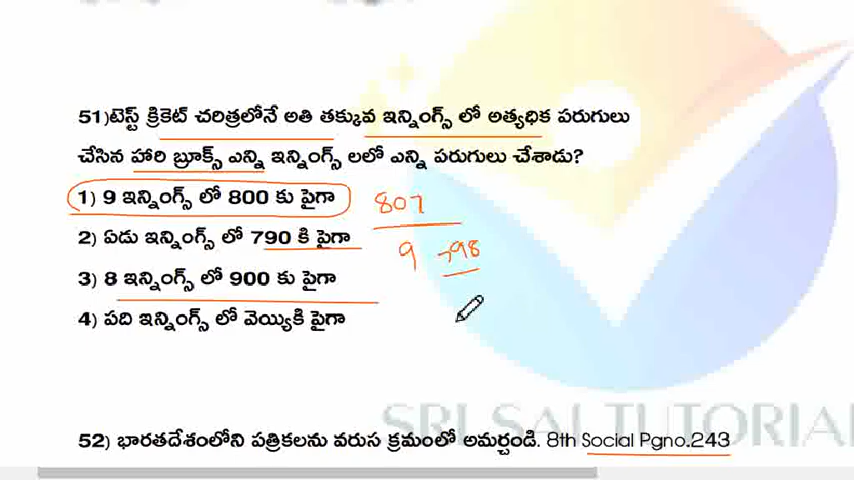 51)టెస్ట్ క్రికెట్ చరిత్రలోనే అతి తక్కువ ఇన్నింగ్స్ లో అత్యధిక పరుగులు
చేసిన హారి బ్రూక్స్ ఎన్ని ఇన్నింగ్స్ లలో ఎన్ని పరుగులు చేశాడు?
1) 9 ఇన్నింగ్స్ లో 800 కు పైగా
807
2) ఏడు ఇన్నింగ్స్ లో 790 కి పైగా
9 798
3) 8 ఇన్నింగ్స్ లో 900 కు పైగా
4) పది ఇన్నింగ్స్ లో వెయ్యికి పైగా
SRI SAI TUTORIA
52) భారతదేశంలోని పత్రికలను వరుస క్రమంలో అమర్చండి. 8th Social Pgno.243